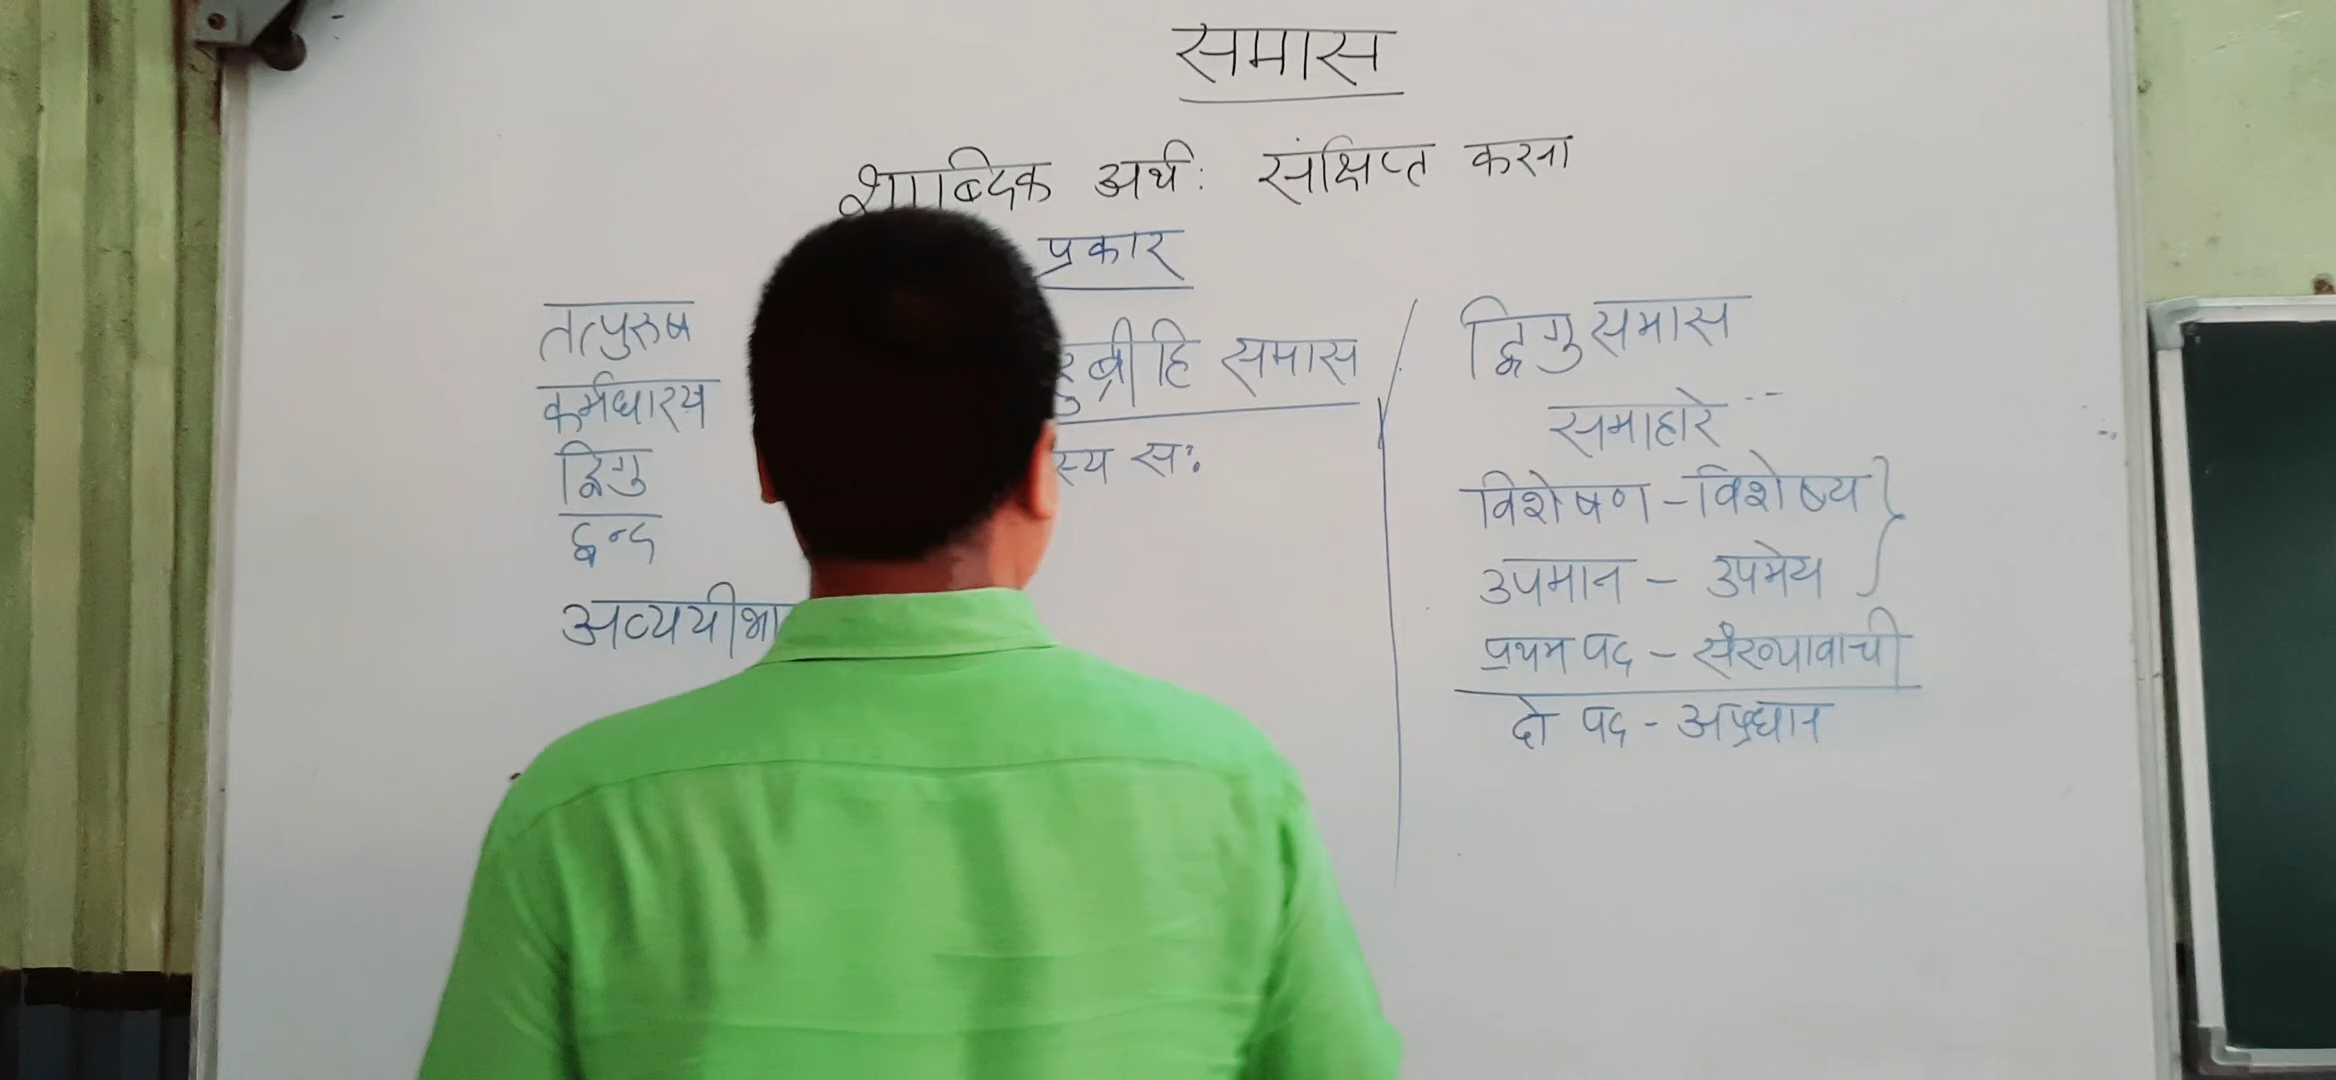 समास
शाब्दिक अर्थ: संक्षिप्त करना
प्रकार
तत्पुरुष
कर्मधारय
द्विगु
द्वन्द
समास
सः
द्विगु समास
समाहारे --
विशेषण - विशेष्य }
उपमान - उपमेय
प्रथम पद - संख्यावाची
दो पद - अप्रधान